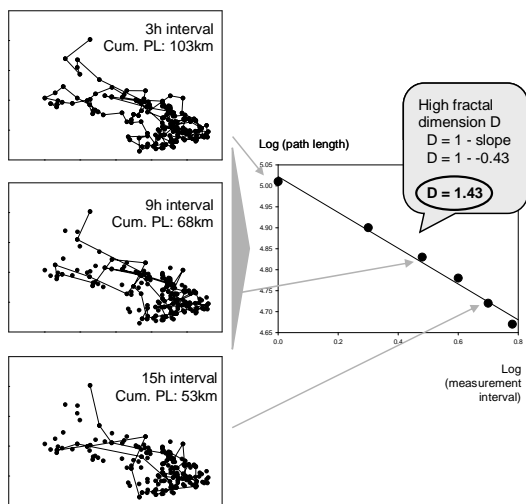 3h interval
Cum. PL: 103km
9h interval
Cum. PL: 68km
15h interval
Cum. PL: 53km
High fractal
dimension D
D = 1 - slope
D = 1 - -0.43
D = 1.43
Log (path length)
5.05
5.00
4.95
4.90
4.85
4.80
4.75
4.70
4.65
0.0
0.2
0.4
0.6
0.8
Log
(measurement
interval)